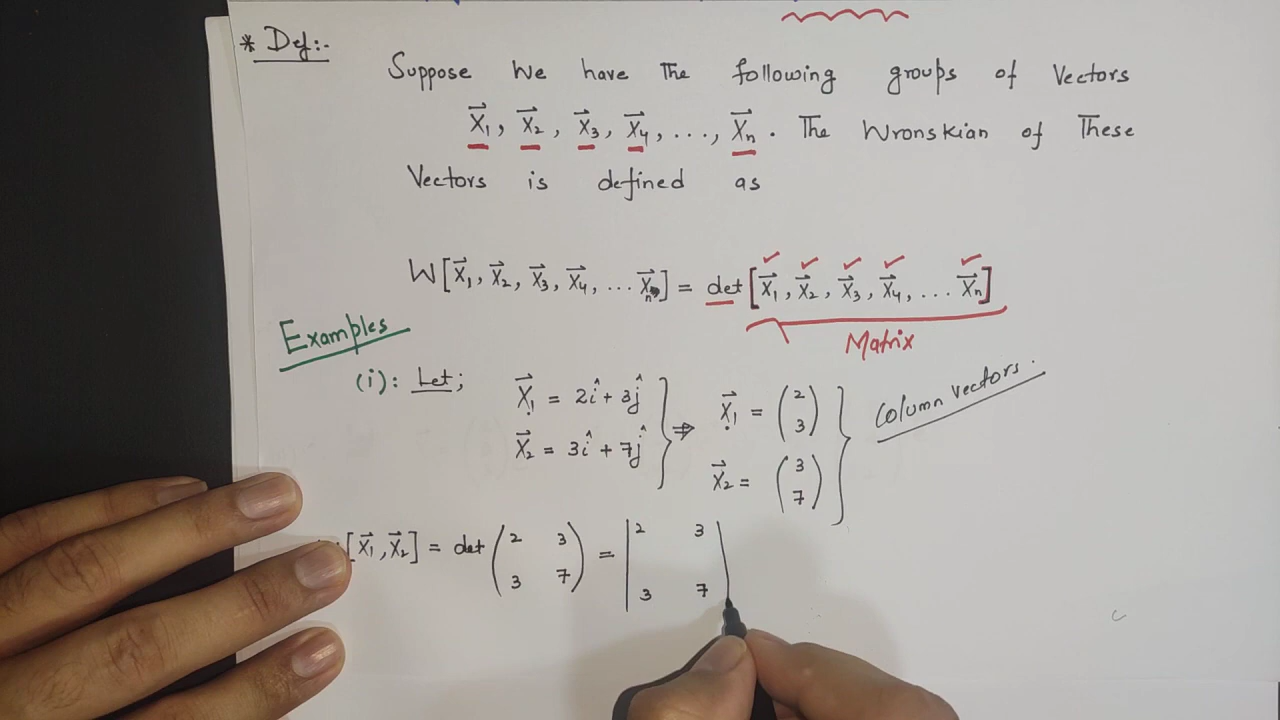 * Def:-
Suppose We have The following groups of Vectors
X⃗₁, X⃗₂, X⃗₃, X⃗₄, ..., X⃗ₙ. The Wronskian of These
Vectors is defined as
W[X⃗₁, X⃗₂, X⃗₃, X⃗₄, ... X⃗ₙ] = det[X⃗₁, X⃗₂, X⃗₃, X⃗₄, ... X⃗ₙ]
Matrix
Examples
(i): Let;
X⃗₁ = 2î + 3ĵ
X⃗₂ = 3î + 7ĵ
⇒
X⃗₁ = (2 3)
X⃗₂ = (3 7)
Column vectors.
[X⃗₁, X⃗₂] = det (2 3 3 7) = |2 3 3 7|